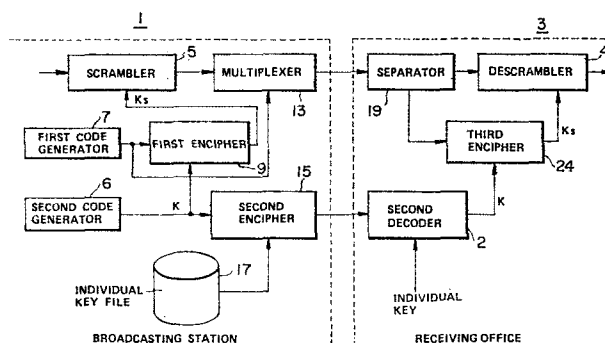 1
3
5
SCRAMBLER
MULTIPLEXER
13
SEPARATOR
19
DESCRAMBLER
4
Ks
7
FIRST CODE
GENERATOR
FIRST ENCIPHER
9
THIRD
ENCIPHER
24
Ks
6
SECOND CODE
GENERATOR
K
15
SECOND
ENCIPHER
K
SECOND
DECODER
2
17
INDIVIDUAL
KEY FILE
INDIVIDUAL
KEY
BROADCASTING STATION
RECEIVING OFFICE